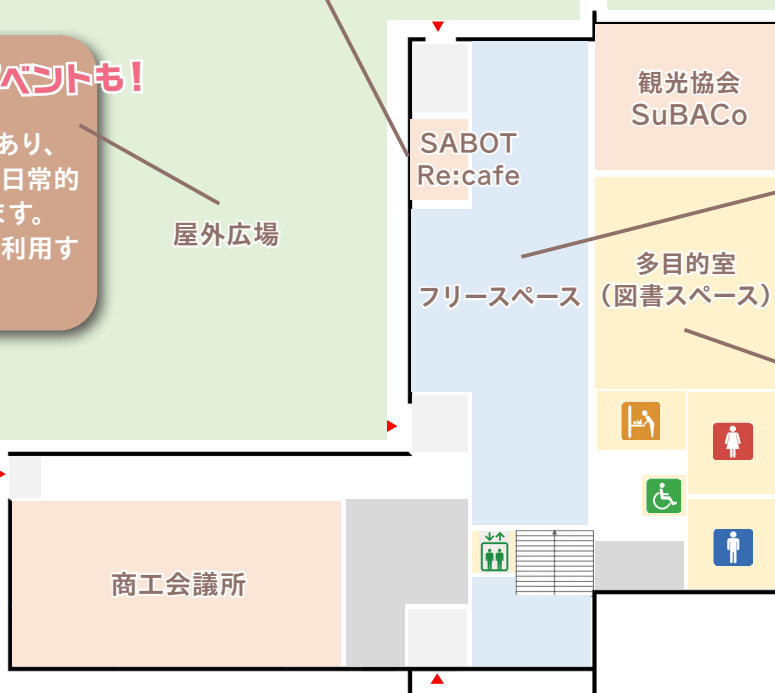 ベントも!
あり、
日常的
ます。
利用す
屋外広場
SABOT
Re:cafe
観光協会
SuBACo
フリースペース
多目的室
（図書スペース）
商工会議所